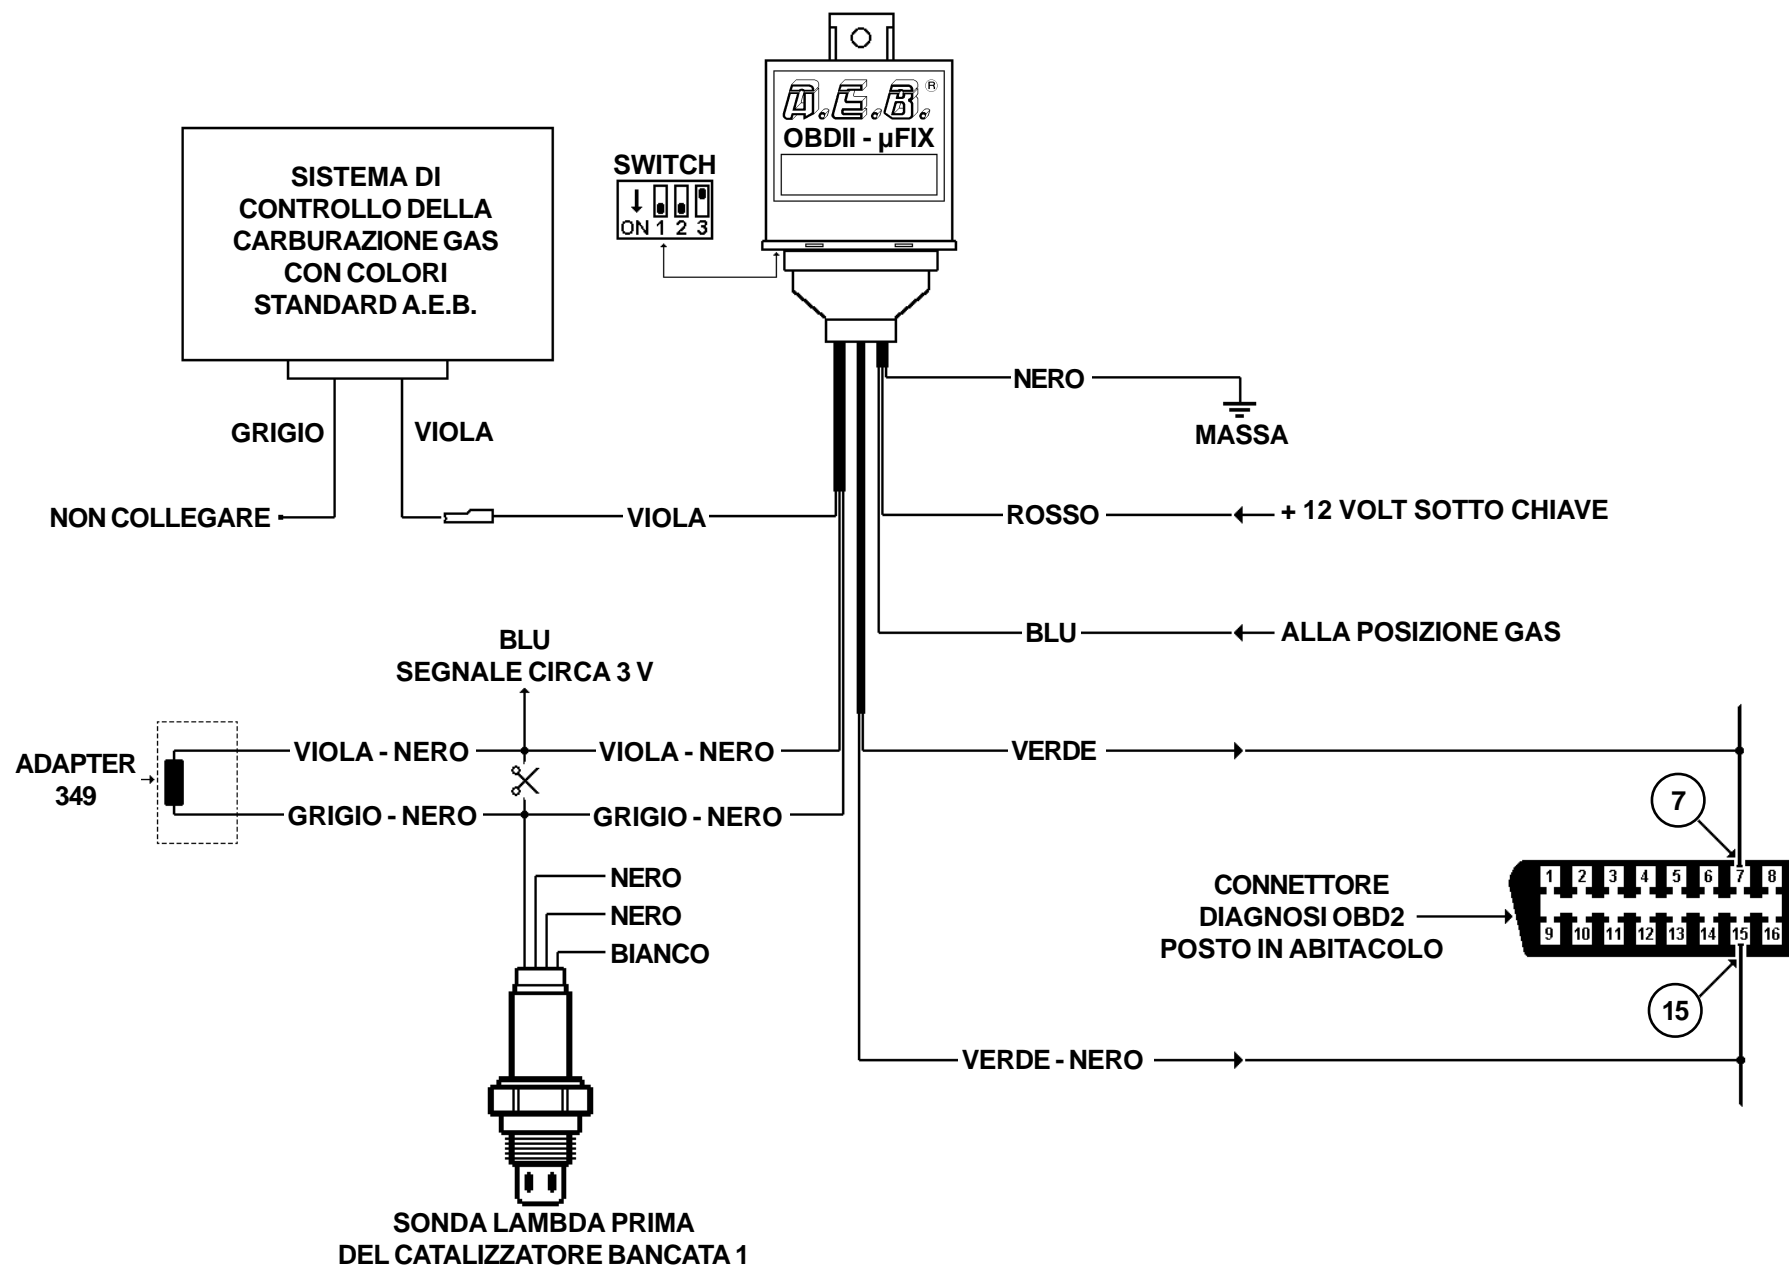 A.E.B.®
OBDII - µFIX
SWITCH
ON 1 2 3
SISTEMA DI
CONTROLLO DELLA
CARBURAZIONE GAS
CON COLORI
STANDARD A.E.B.
GRIGIO
VIOLA
NON COLLEGARE
VIOLA
NERO
MASSA
ROSSO
+ 12 VOLT SOTTO CHIAVE
BLU
ALLA POSIZIONE GAS
BLU
SEGNALE CIRCA 3 V
ADAPTER
349
VIOLA - NERO
VIOLA - NERO
GRIGIO - NERO
GRIGIO - NERO
VERDE
7
NERO
NERO
BIANCO
CONNETTORE
DIAGNOSI OBD2
POSTO IN ABITACOLO
1 2 3 4 5 6 7 8
9 10 11 12 13 14 15 16
15
VERDE - NERO
SONDA LAMBDA PRIMA
DEL CATALIZZATORE BANCATA 1